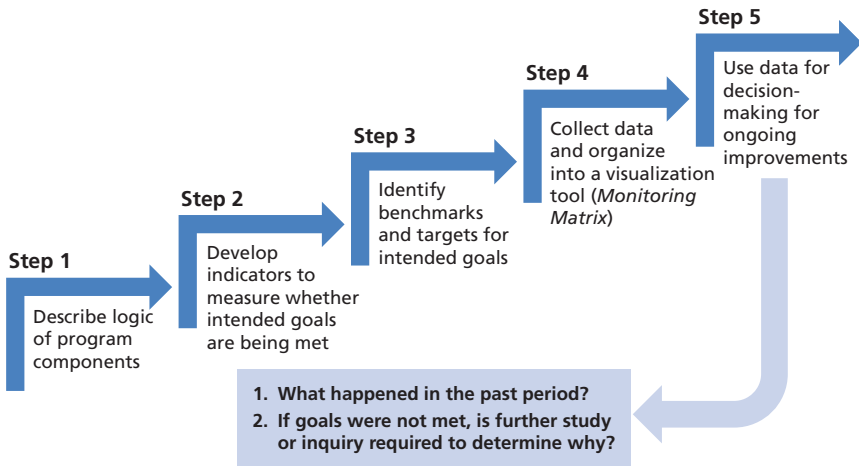 Step 1
Describe logic
of program
components
Step 2
Develop
indicators to
measure whether
intended goals
are being met
Step 3
Identify
benchmarks
and targets for
intended goals
Step 4
Collect data
and organize
into a visualization
tool (Monitoring
Matrix)
Step 5
Use data for
decision-
making for
ongoing
improvements
1. What happened in the past period?
2. If goals were not met, is further study
or inquiry required to determine why?